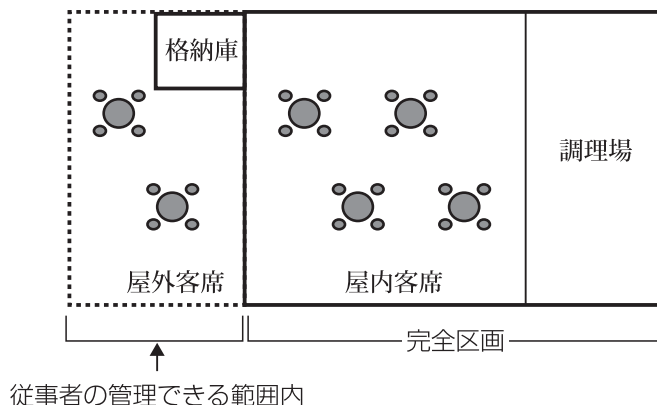 格納庫
調理場
屋外客席
屋内客席
完全区画
従事者の管理できる範囲内